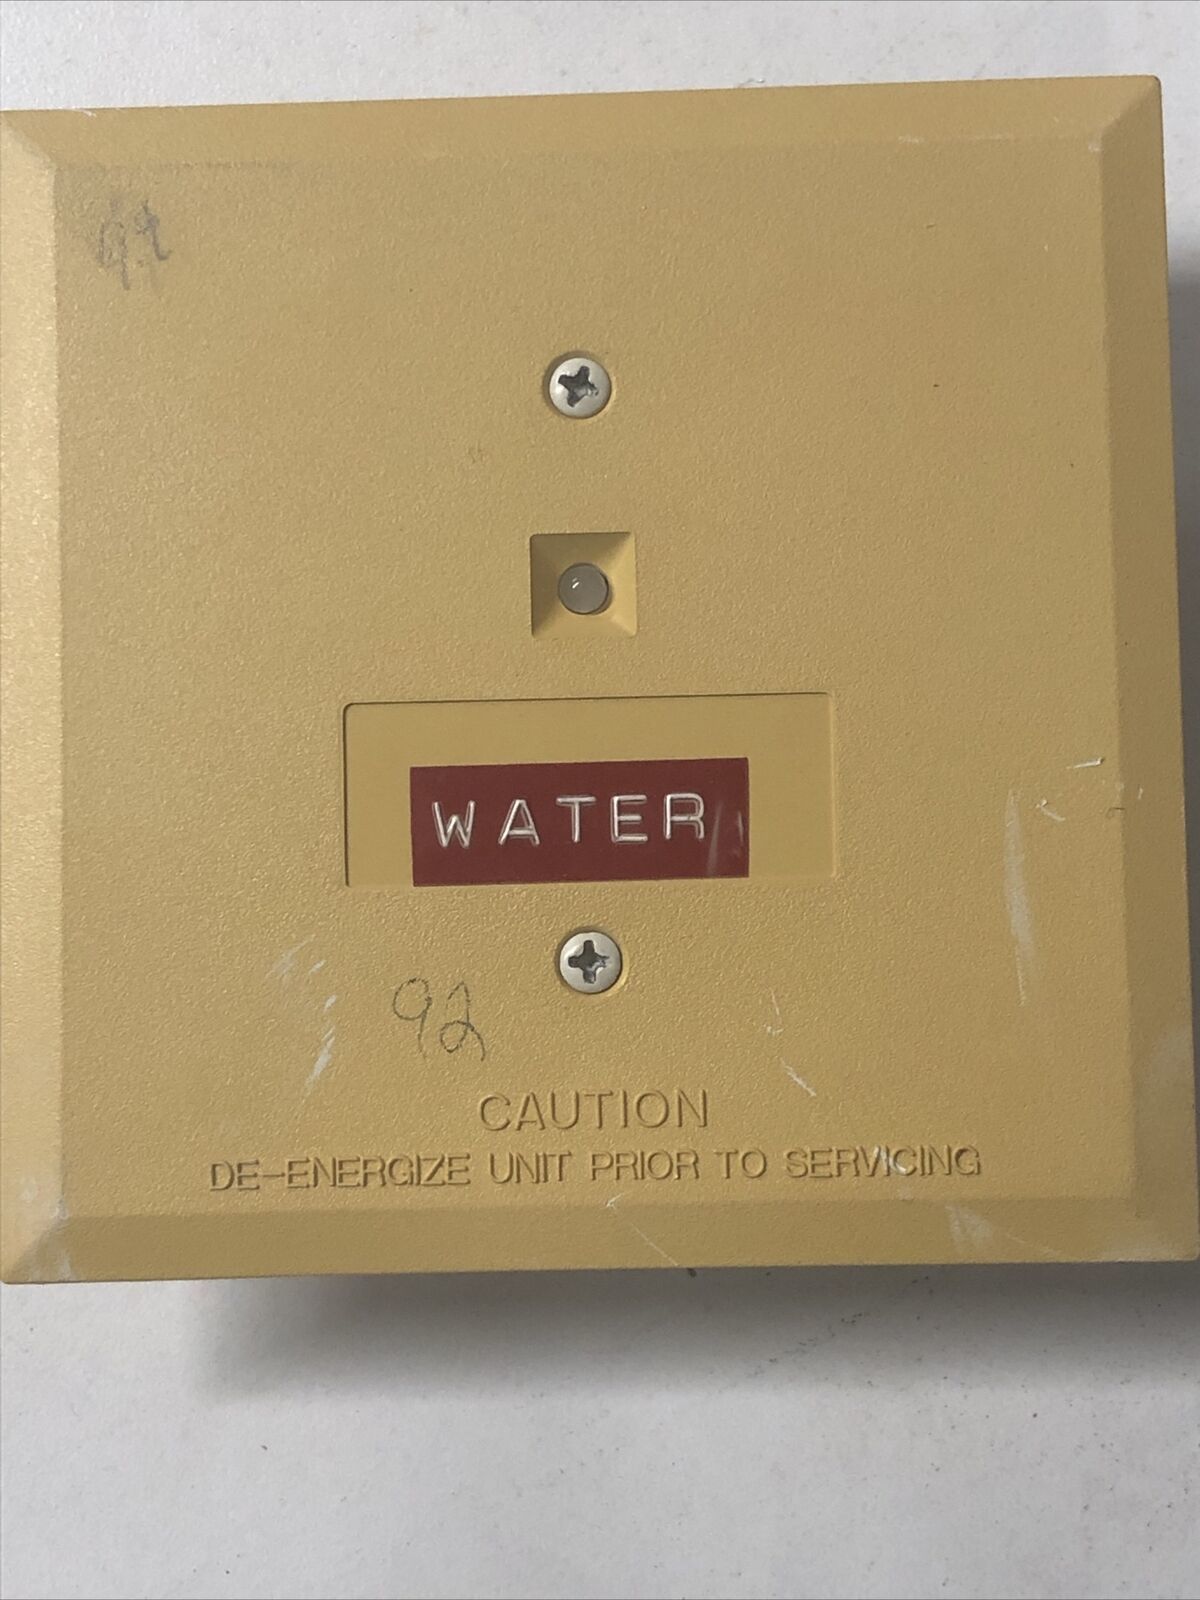 WATER
92
CAUTION
DE-ENERGIZE UNIT PRIOR TO SERVICING